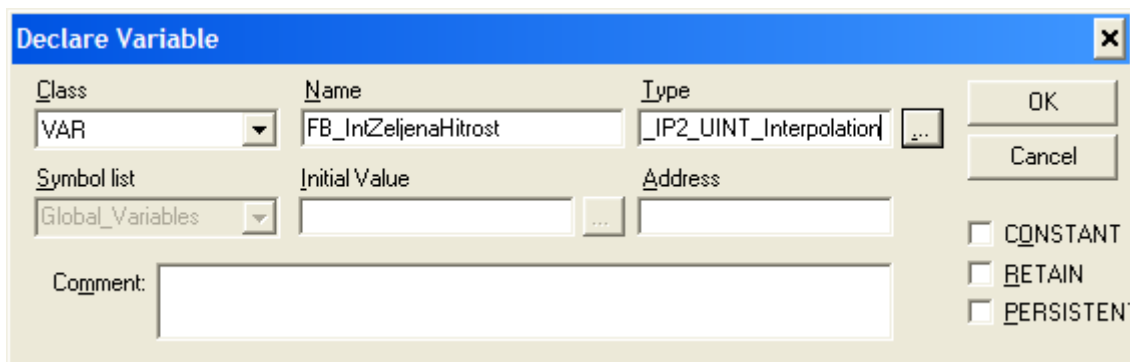 Declare Variable
Class Name Type
VAR FB_IntZeljenaHitrost _IP2_UINT_Interpolation ...
OK
Cancel
Symbol list Initial Value Address
Global_Variables ...
CONSTANT
RETAIN
PERSISTENT
Comment: